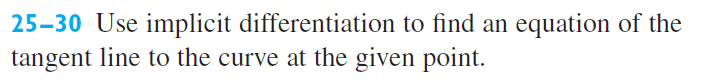 25–30 Use implicit differentiation to find an equation of the
tangent line to the curve at the given point.